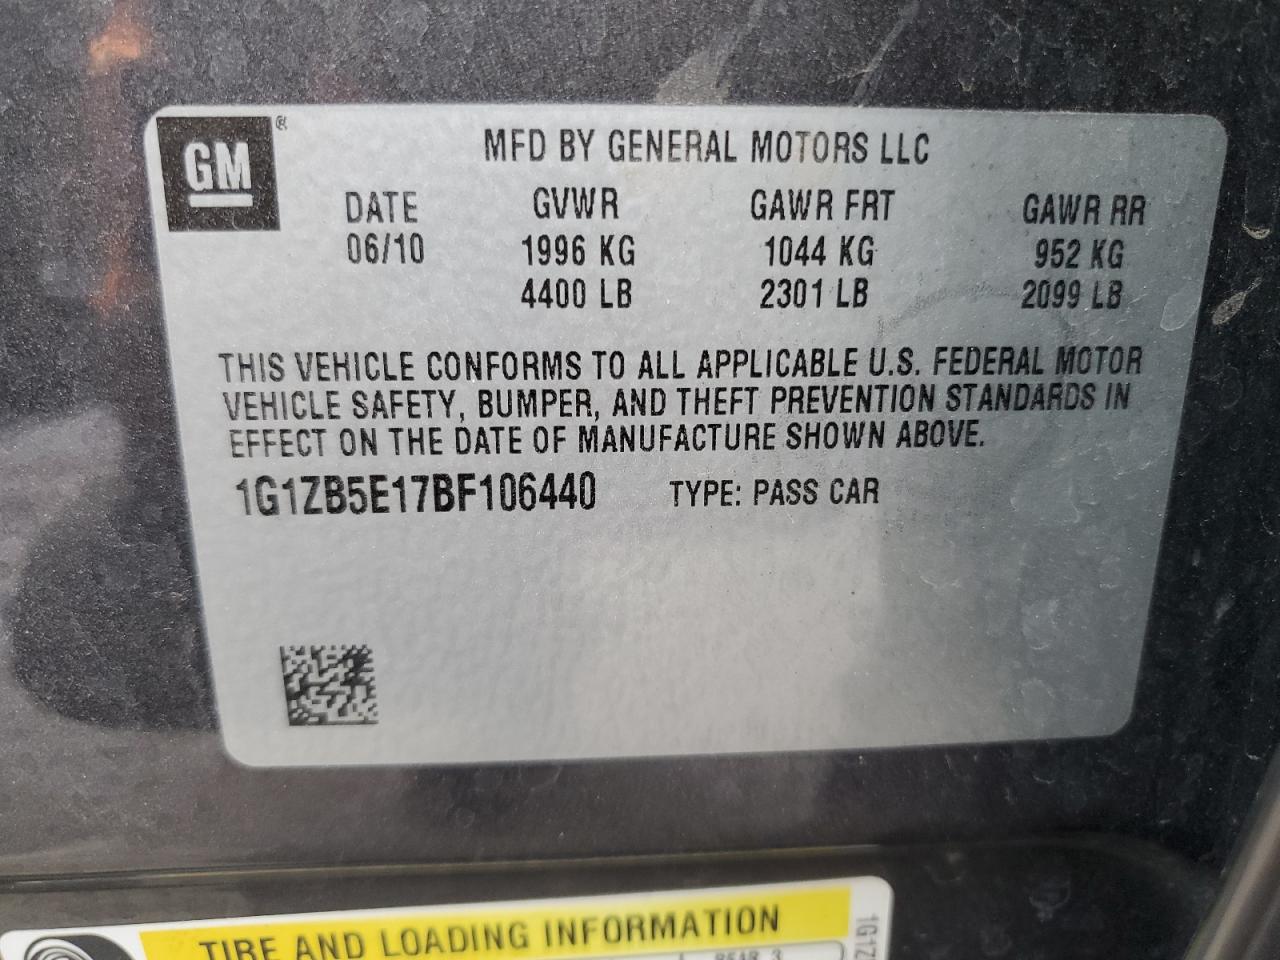 GM ®
MFD BY GENERAL MOTORS LLC
DATE GVWR GAWR FRT GAWR RR
06/10 1996 KG 1044 KG 952 KG
4400 LB 2301 LB 2099 LB
THIS VEHICLE CONFORMS TO ALL APPLICABLE U.S. FEDERAL MOTOR
VEHICLE SAFETY, BUMPER, AND THEFT PREVENTION STANDARDS IN
EFFECT ON THE DATE OF MANUFACTURE SHOWN ABOVE.
1G1ZB5E17BF106440 TYPE: PASS CAR
TIRE AND LOADING INFORMATION
REAR 3
1G1Z